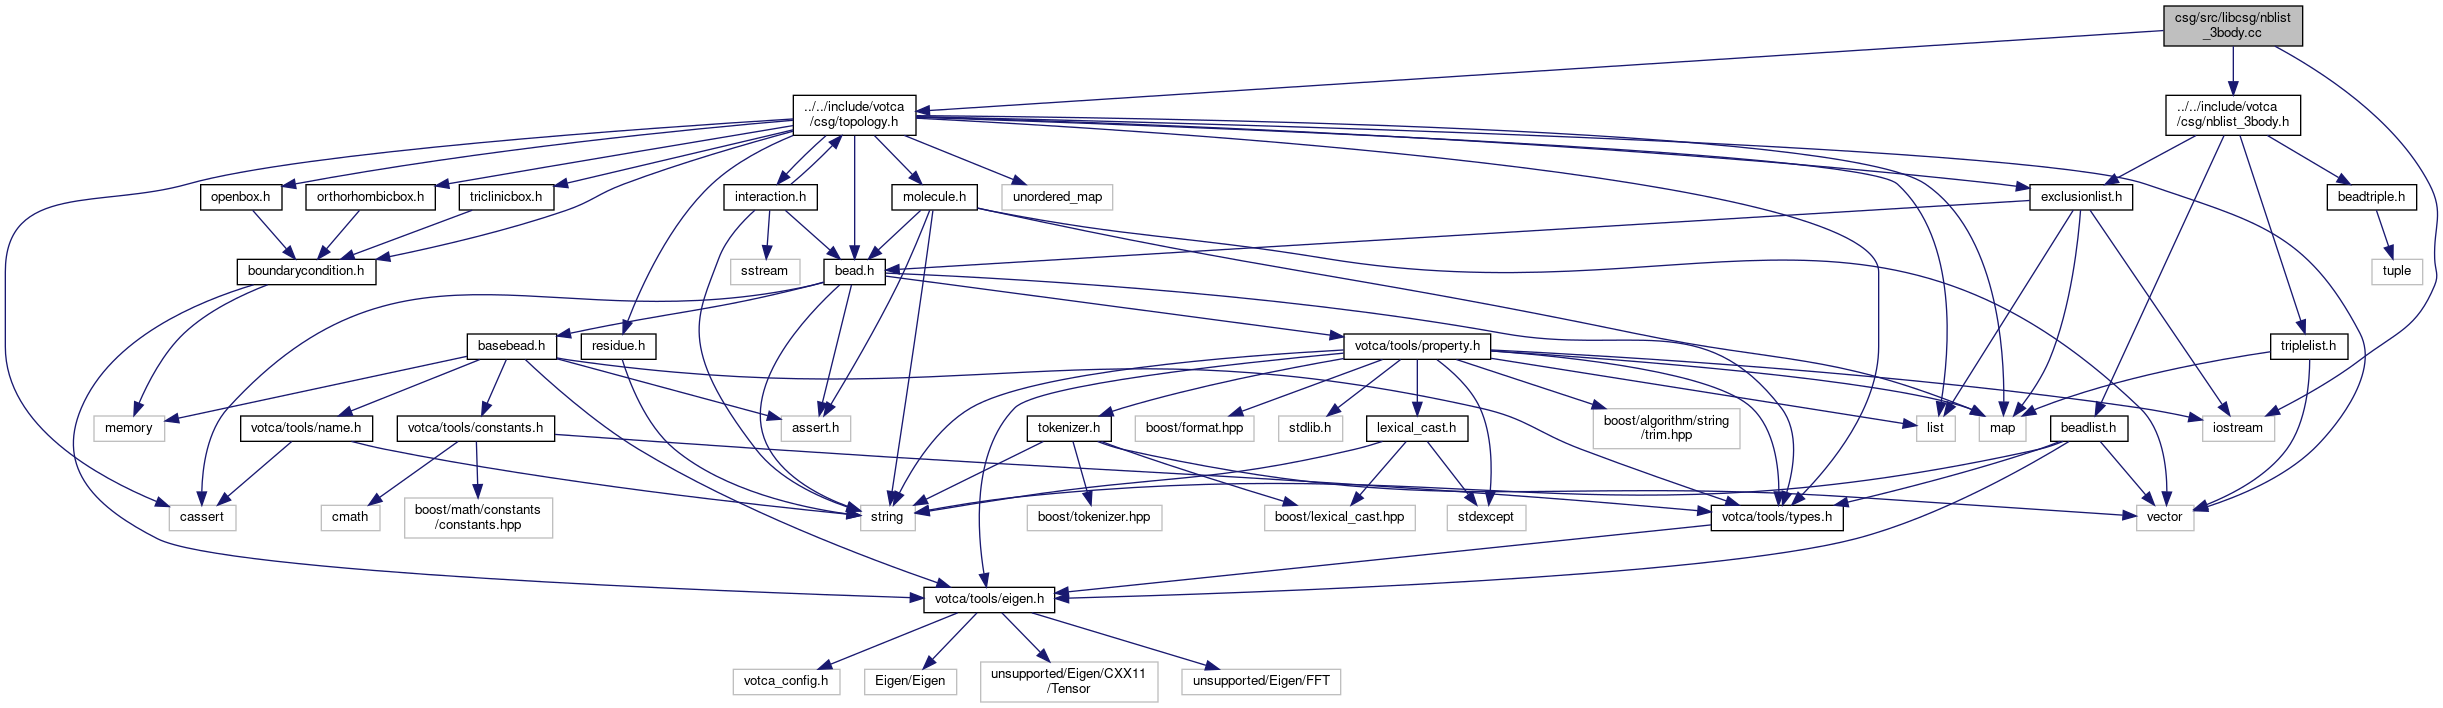 csg/src/libcsg/nblist
_3body.cc
../../include/votca
/csg/topology.h
../../include/votca
/csg/nblist_3body.h
openbox.h
orthorhombicbox.h
triclinicbox.h
interaction.h
molecule.h
unordered_map
exclusionlist.h
beadtriple.h
boundarycondition.h
sstream
bead.h
tuple
basebead.h
residue.h
votca/tools/property.h
triplelist.h
memory
votca/tools/name.h
votca/tools/constants.h
assert.h
tokenizer.h
boost/format.hpp
stdlib.h
lexical_cast.h
boost/algorithm/string
/trim.hpp
list
map
beadlist.h
iostream
cassert
cmath
boost/math/constants
/constants.hpp
string
boost/tokenizer.hpp
boost/lexical_cast.hpp
stdexcept
votca/tools/types.h
vector
votca/tools/eigen.h
votca_config.h
Eigen/Eigen
unsupported/Eigen/CXX11
/Tensor
unsupported/Eigen/FFT